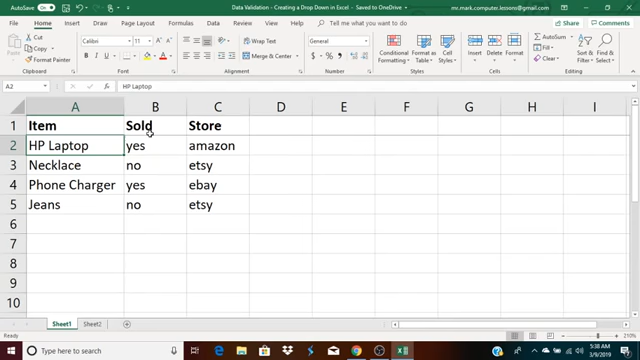 AutoSave On
Data Validation - Creating a Drop Down in Excel - Saved to OneDrive
mr.mark.computer.lessons@gmail.com
File Home Insert Draw Page Layout Formulas Data Review View Help Tell me what you want to do
Share Comments
Paste
Cut
Copy
Format Painter
Clipboard
Calibri 11
B I U
Font
Wrap Text
Merge & Center
Alignment
General
Number
Conditional Formatting
Format as Table
Cell Styles
Styles
Insert Delete Format
Cells
AutoSum
Fill
Clear
Sort & Filter
Find & Select
Editing
A2 fx HP Laptop
A B C D E F G H I
1 Item Sold Store
2 HP Laptop yes amazon
3 Necklace no etsy
4 Phone Charger yes ebay
5 Jeans no etsy
6
7
8
9
10
Sheet1 Sheet2
210%
Type here to search
5:38 AM
3/9/2019